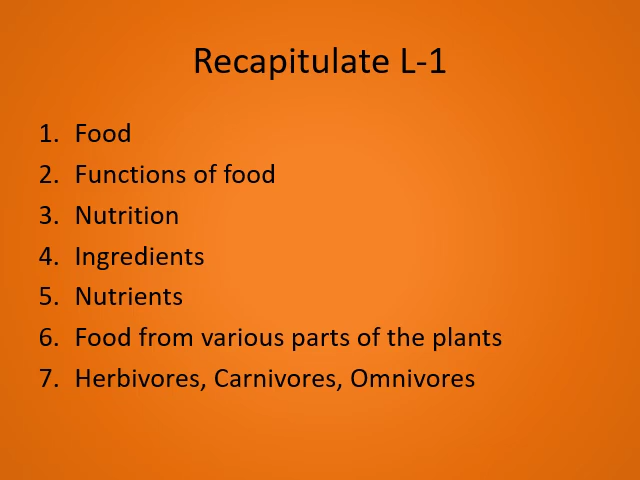 Recapitulate L-1
1. Food
2. Functions of food
3. Nutrition
4. Ingredients
5. Nutrients
6. Food from various parts of the plants
7. Herbivores, Carnivores, Omnivores